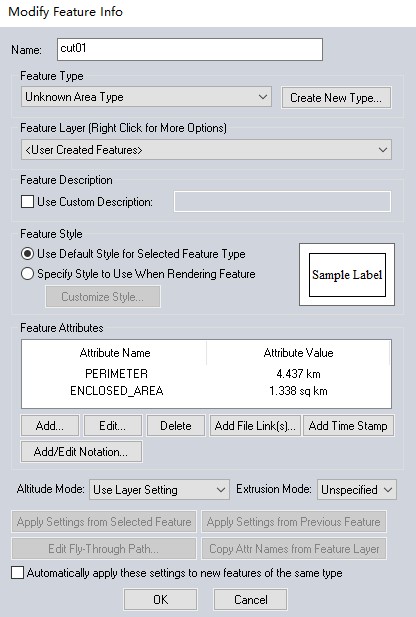 Modify Feature Info
Name: cut01
Feature Type
Unknown Area Type Create New Type...
Feature Layer (Right Click for More Options)
<User Created Features>
Feature Description
Use Custom Description:
Feature Style
Use Default Style for Selected Feature Type
Specify Style to Use When Rendering Feature
Sample Label
Customize Style...
Feature Attributes
Attribute Name Attribute Value
PERIMETER 4.437 km
ENCLOSED_AREA 1.338 sq km
Add... Edit... Delete Add File Link(s)... Add Time Stamp
Add/Edit Notation...
Altitude Mode: Use Layer Setting Extrusion Mode: Unspecified
Apply Settings from Selected Feature Apply Settings from Previous Feature
Edit Fly-Through Path... Copy Attr Names from Feature Layer
Automatically apply these settings to new features of the same type
OK Cancel